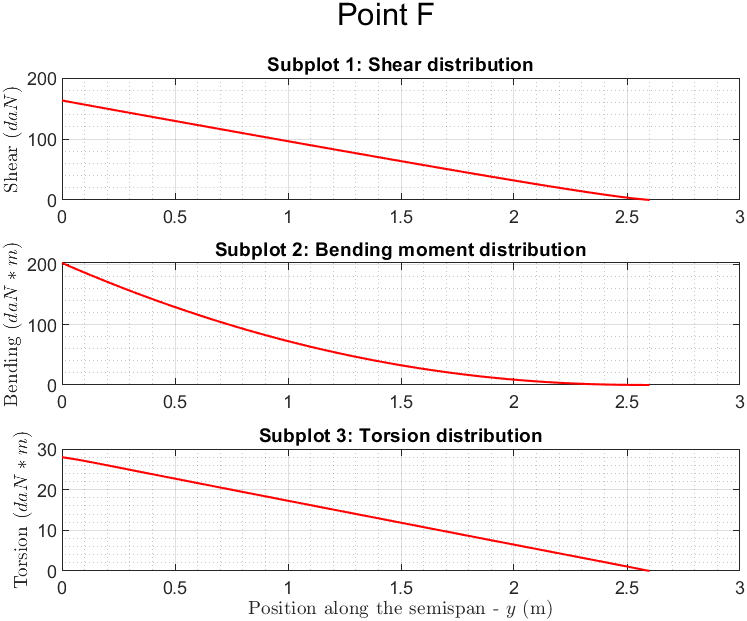 Point F
Subplot 1: Shear distribution
200
100
0
Shear (daN)
0 0.5 1 1.5 2 2.5 3
Subplot 2: Bending moment distribution
200
100
0
Bending (daN * m)
0 0.5 1 1.5 2 2.5 3
Subplot 3: Torsion distribution
30
20
10
0
Torsion (daN * m)
0 0.5 1 1.5 2 2.5 3
Position along the semispan - y (m)